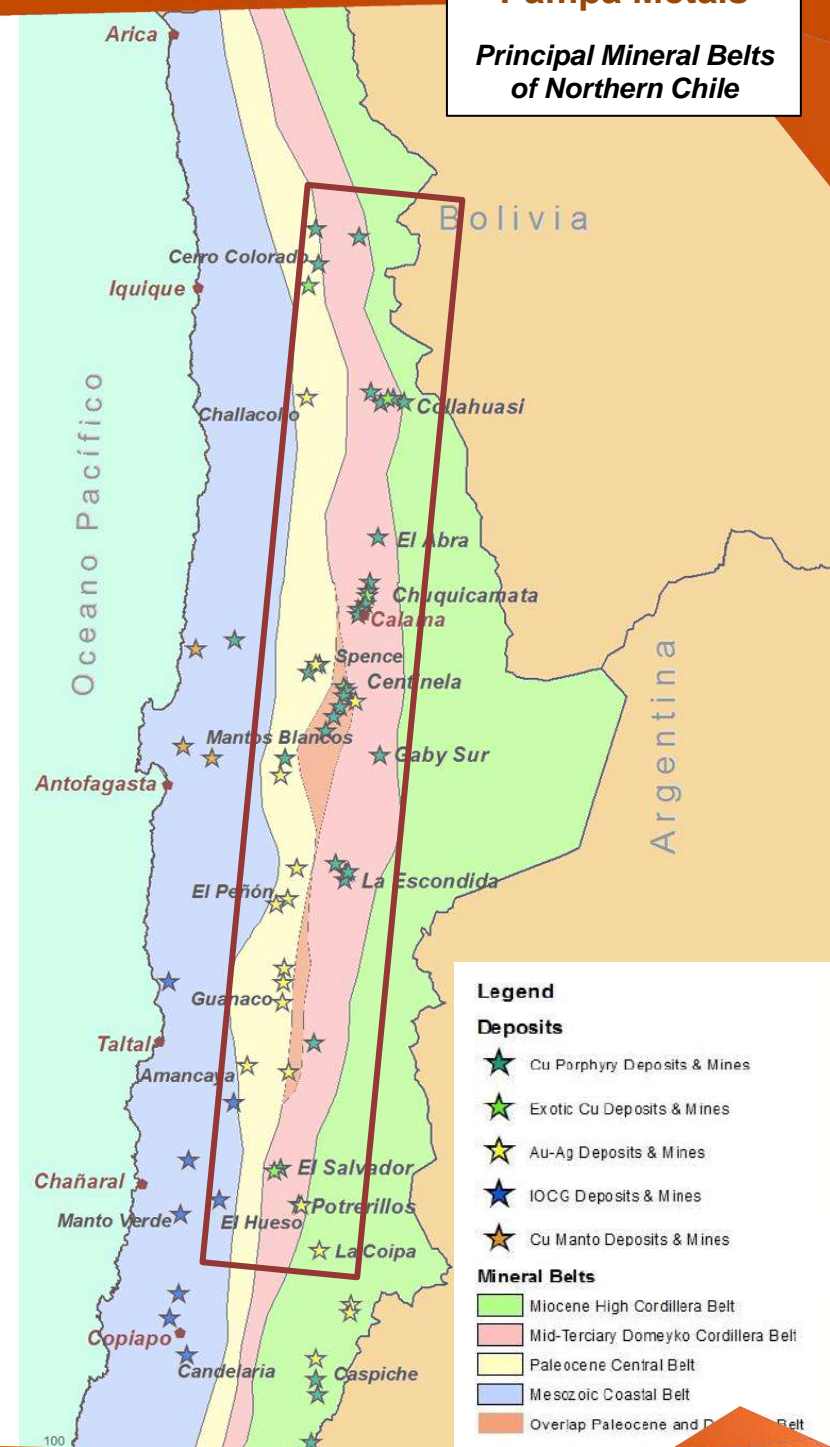 Pampa Metals
Principal Mineral Belts
of Northern Chile
Arica
Bolivia
Cerro Colorado
Iquique
Oceano Pacífico
Challacollo
Collahuasi
El Abra
Chuquicamata
Calama
Spence
Centinela
Mantos Blancos
Gaby Sur
Antofagasta
Argentina
El Peñón
La Escondida
Guanaco
Taltal
Amancaya
El Salvador
Chañaral
Manto Verde
El Hueso
Potrerillos
La Coipa
Copiapo
Candelaria
Caspiche
100
Legend
Deposits
Cu Porphyry Deposits & Mines
Exotic Cu Deposits & Mines
Au-Ag Deposits & Mines
IOCG Deposits & Mines
Cu Manto Deposits & Mines
Mineral Belts
Miocene High Cordillera Belt
Mid-Terciary Domeyko Cordillera Belt
Paleocene Central Belt
Mesozoic Coastal Belt
Overlap Paleocene and Belt